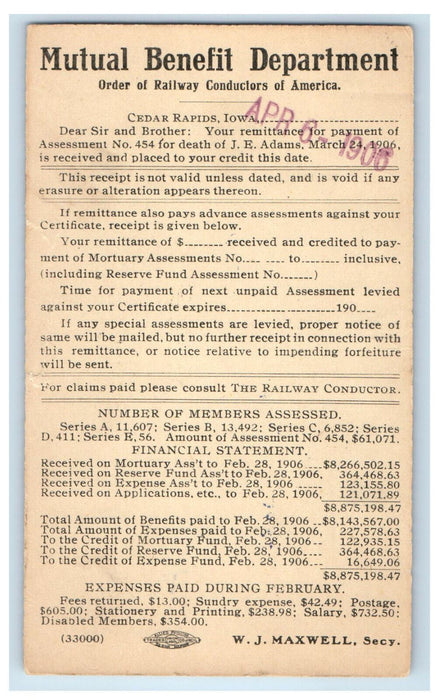 Mutual Benefit Department
Order of Railway Conductors of America.
CEDAR RAPIDS, IOWA,
APR 6- 1906
Dear Sir and Brother: Your remittance for payment of
Assessment No. 454 for death of J. E. Adams, March 24, 1906,
is received and placed to your credit this date.
This receipt is not valid unless dated, and is void if any
erasure or alteration appears thereon.
If remittance also pays advance assessments against your
Certificate, receipt is given below.
Your remittance of $........ received and credited to pay-
ment of Mortuary Assessments No.... .... to........ inclusive,
(including Reserve Fund Assessment No.......)
Time for payment of next unpaid Assessment levied
against your Certificate expires......................190....
If any special assessments are levied, proper notice of
same will be mailed, but no further receipt in connection with
this remittance, or notice relative to impending forfeiture
will be sent.
For claims paid please consult THE RAILWAY CONDUCTOR.
NUMBER OF MEMBERS ASSESSED.
Series A, 11,607; Series B, 13,492; Series C, 6,852; Series
D, 411; Series E, 56. Amount of Assessment No. 454, $61,071.
FINANCIAL STATEMENT.
Received on Mortuary Ass't to Feb. 28, 1906...$8,266,502.15
Received on Reserve Fund Ass't to Feb. 28, 1906, 364,468.63
Received on Expense Ass't to Feb. 28, 1906 ...... 123,155.80
Received on Applications, etc., to Feb. 28, 1906, 121,071.89
$8,875,198.47
Total Amount of Benefits paid to Feb. 28, 1906 ..$8,143,567.00
Total Amount of Expenses paid to Feb. 28, 1906, 227,578.63
To the Credit of Mortuary Fund, Feb. 28, 1906.. 122,935.15
To the Credit of Reserve Fund, Feb. 28, 1906.... 364,468.63
To the Credit of Expense Fund, Feb. 28, 1906.... 16,649.06
$8,875,198.47
EXPENSES PAID DURING FEBRUARY.
Fees returned, $13.00; Sundry expense, $42.49; Postage,
$605.00; Stationery and Printing, $238.98; Salary, $732.50;
Disabled Members, $354.00.
(33000)
W. J. MAXWELL, Secy.